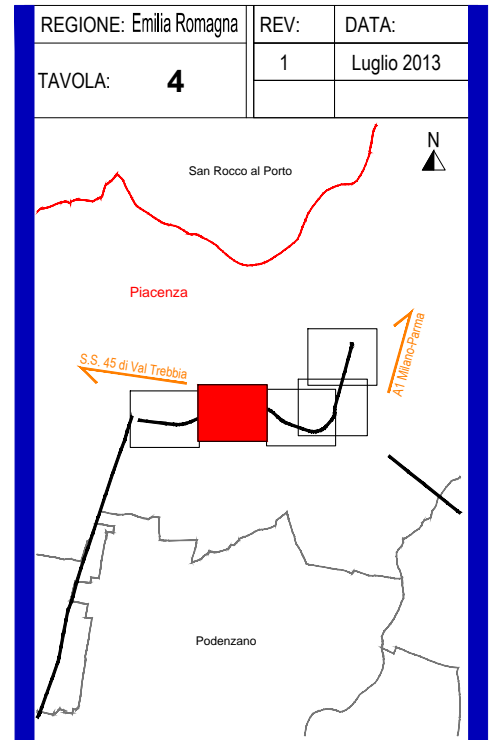 REGIONE: Emilia Romagna
REV:
DATA:
TAVOLA: 4
1
Luglio 2013
N
San Rocco al Porto
Piacenza
A1 Milano-Parma
S.S. 45 di Val Trebbia
Podenzano